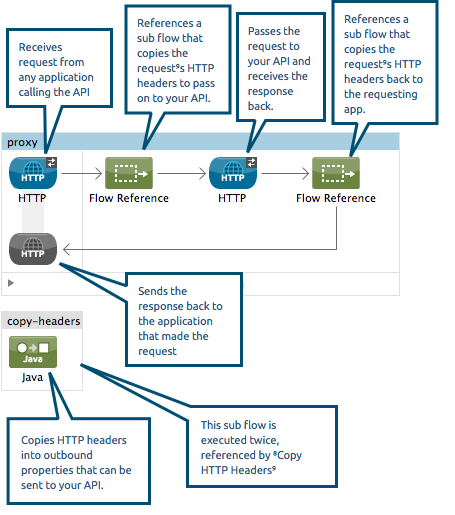 Receives
request from
any application
calling the API
References a
sub flow that
copies the
request⁹s HTTP
headers to pass
on to your API.
Passes the
request to
your API and
receives the
response
back.
References a
sub flow that
copies the
request⁹s HTTP
headers back to
the requesting
app.
proxy
HTTP
HTTP
HTTP
Flow Reference
HTTP
Flow Reference
HTTP
Sends the
response back to
the application
that made the
request
copy-headers
Java
Java
Copies HTTP headers
into outbound
properties that can be
sent to your API.
This sub flow is
executed twice,
referenced by ⁸Copy
HTTP Headers⁹